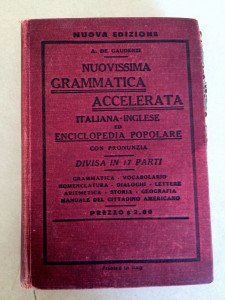 NUOVA EDIZIONE
A. DE GAUDENZI
NUOVISSIMA
GRAMMATICA
ACCELERATA
ITALIANA-INGLESE
ED
ENCICLOPEDIA POPOLARE
CON PRONUNZIA
DIVISA IN 17 PARTI
GRAMMATICA - VOCABOLARIO
NOMENCLATURA - DIALOGHI - LETTERE
ARITMETICA - STORIA - GEOGRAFIA
MANUALE DEL CITTADINO AMERICANO
PREZZO $ 2.00